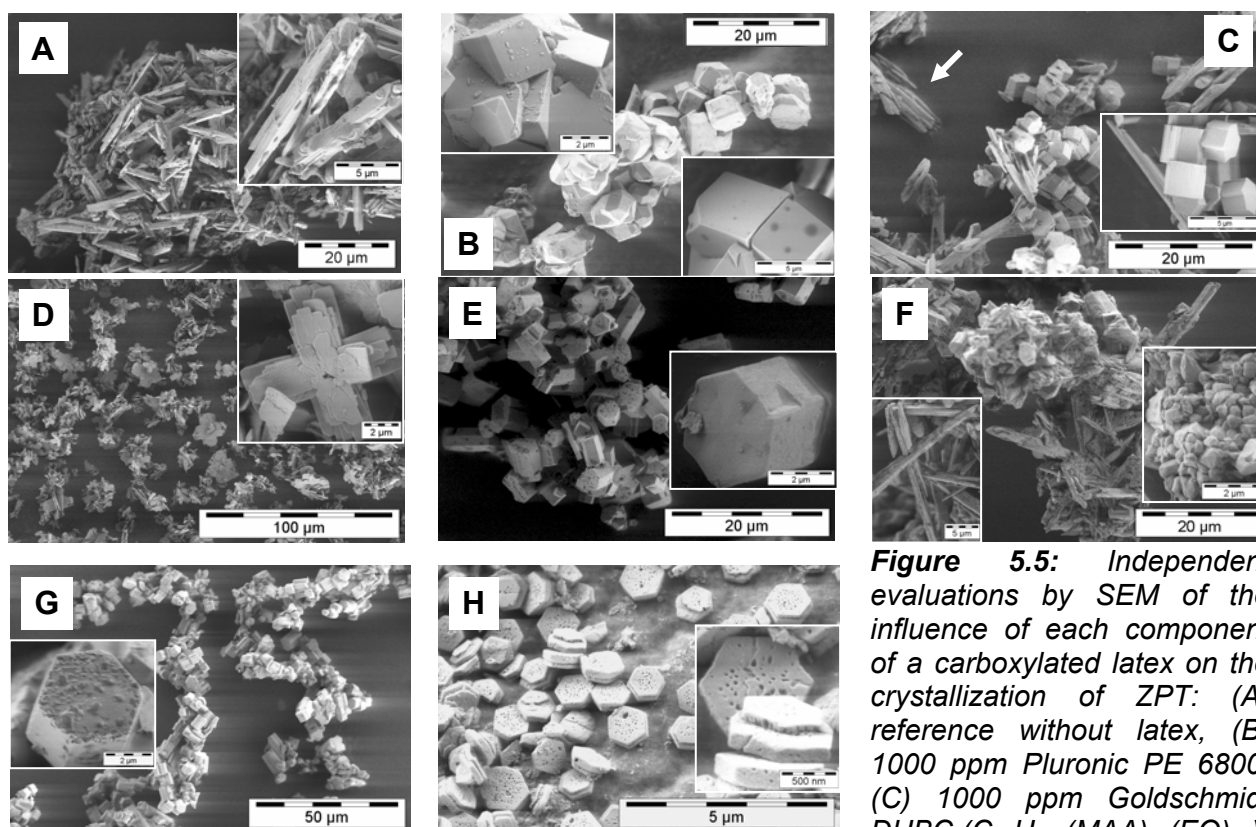 A
5 µm
20 µm
20 µm
2 µm
B
5 µm
C
5 µm
20 µm
D
2 µm
100 µm
E
2 µm
20 µm
F
5 µm
2 µm
20 µm
G
2 µm
50 µm
H
500 nm
5 µm
Figure 5.5: Independen
evaluations by SEM of the
influence of each componen
of a carboxylated latex on the
crystallization of ZPT: (A
reference without latex, (B
1000 ppm Pluronic PE 6800
(C) 1000 ppm Goldschmid